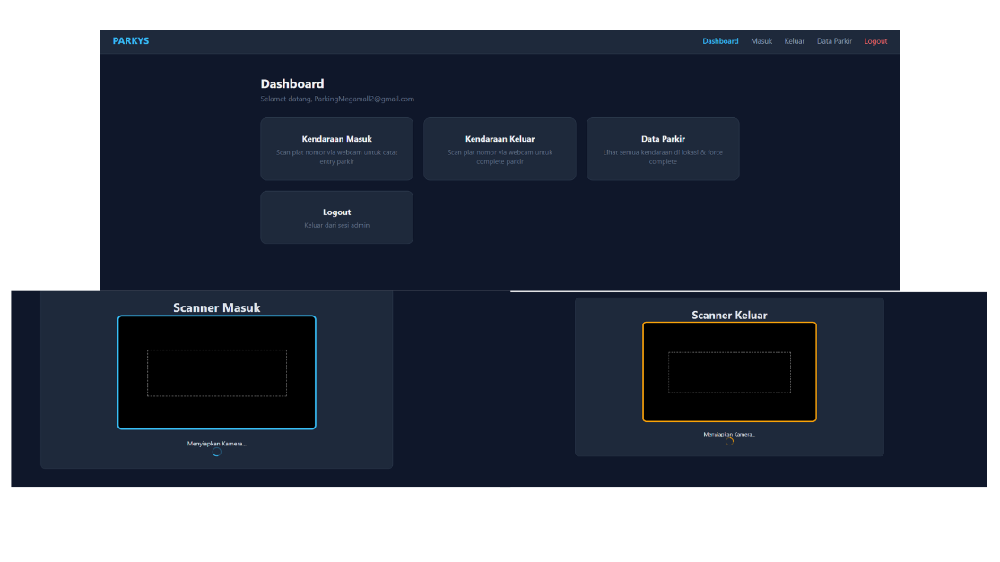 PARKYS
Dashboard Masuk Keluar Data Parkir Logout
Dashboard
Selamat datang, ParkingMegamall2@gmail.com
Kendaraan Masuk
Scan plat nomor via webcam untuk catat
entry parkir
Kendaraan Keluar
Scan plat nomor via webcam untuk
complete parkir
Data Parkir
Lihat semua kendaraan di lokasi & force
complete
Logout
Keluar dari sesi admin
Scanner Masuk
Menyiapkan Kamera...
Scanner Keluar
Menyiapkan Kamera...